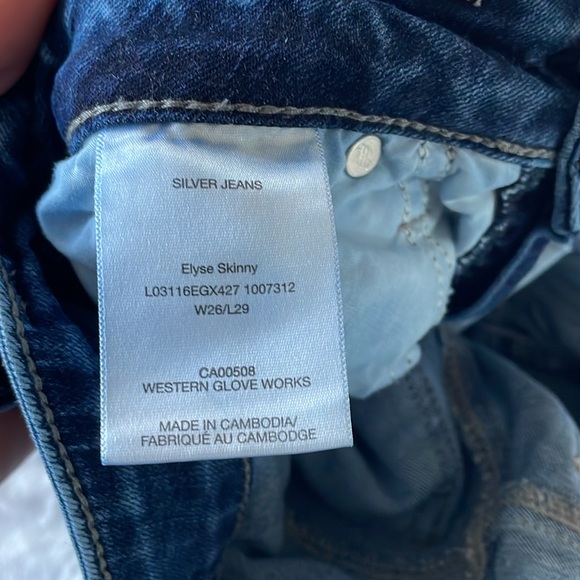 SILVER JEANS
Elyse Skinny
L03116EGX427 1007312
W26/L29
CA00508
WESTERN GLOVE WORKS
MADE IN CAMBODIA/
FABRIQUÉ AU CAMBODGE